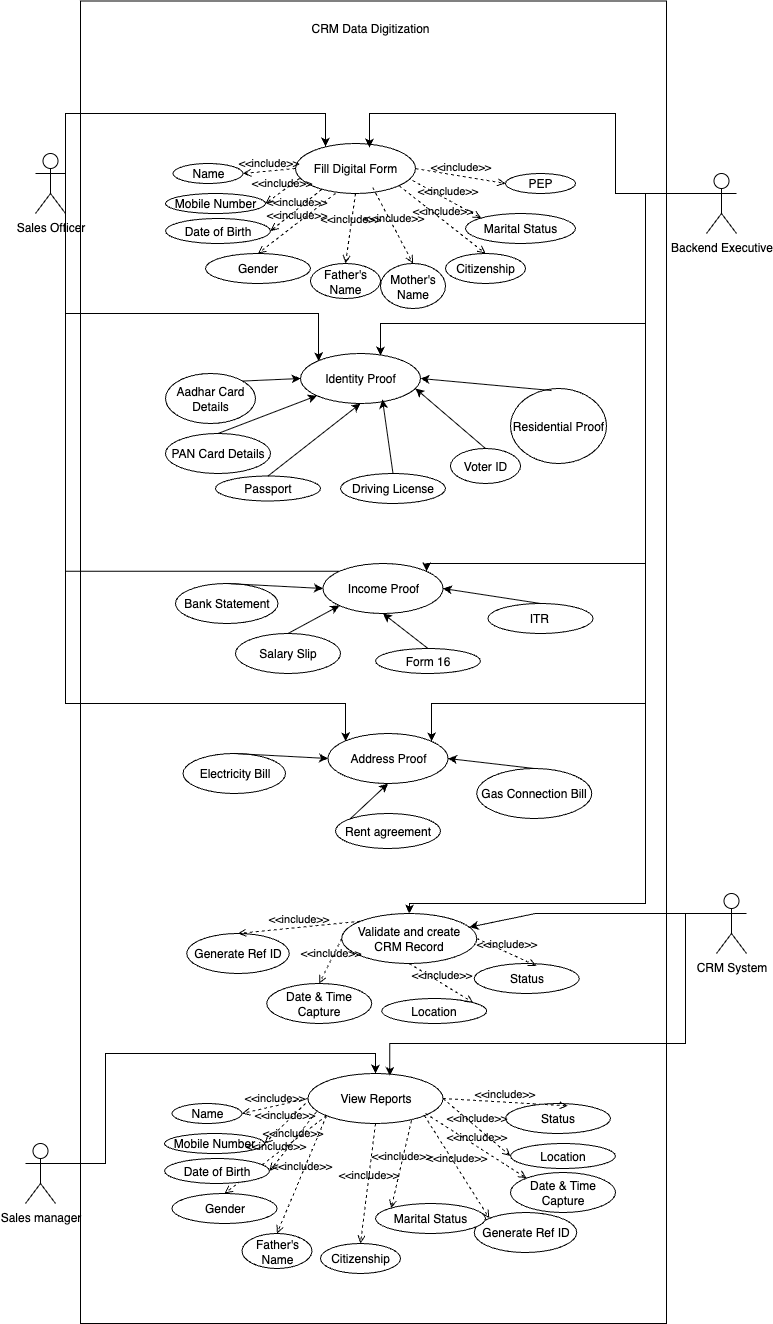 CRM Data Digitization
Sales Officer
Backend Executive
Fill Digital Form
<<include>>
Name
<<include>>
PEP
<<include>>
Mobile Number
<<include>>
<<include>>
Date of Birth
<<include>>
Marital Status
<<include>>
<<include>>
<<include>>
Gender
Citizenship
Father's
Name
Mother's
Name
Identity Proof
Aadhar Card
Details
Residential Proof
PAN Card Details
Voter ID
Passport
Driving License
Income Proof
Bank Statement
ITR
Salary Slip
Form 16
Address Proof
Electricity Bill
Gas Connection Bill
Rent agreement
Validate and create
CRM Record
<<include>>
<<include>>
Generate Ref ID
<<include>>
CRM System
<<include>>
Status
Date & Time
Capture
Location
View Reports
<<include>>
<<include>>
Name
<<include>>
<<include>>
Status
Mobile Number
<<include>>
<<include>>
<<include>>
Location
Date of Birth
<<include>>
<<include>>
<<include>>
<<include>>
Date & Time
Capture
Sales manager
Gender
Marital Status
Generate Ref ID
Father's
Name
Citizenship